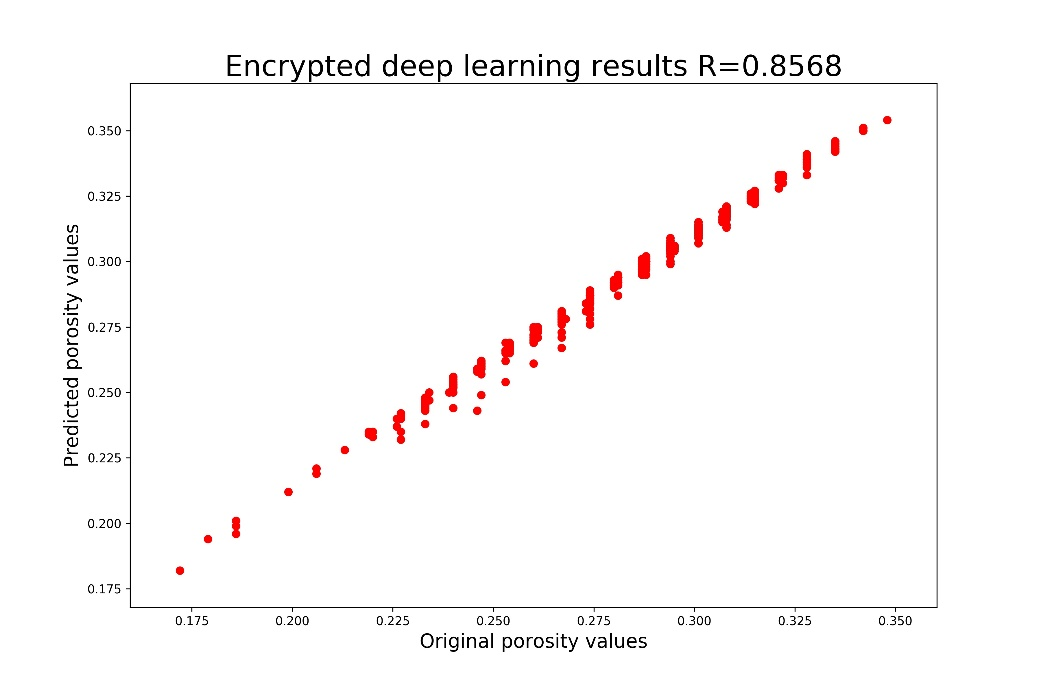 Encrypted deep learning results R=0.8568
Predicted porosity values
0.350
0.325
0.300
0.275
0.250
0.225
0.200
0.175
0.175 0.200 0.225 0.250 0.275 0.300 0.325 0.350
Original porosity values